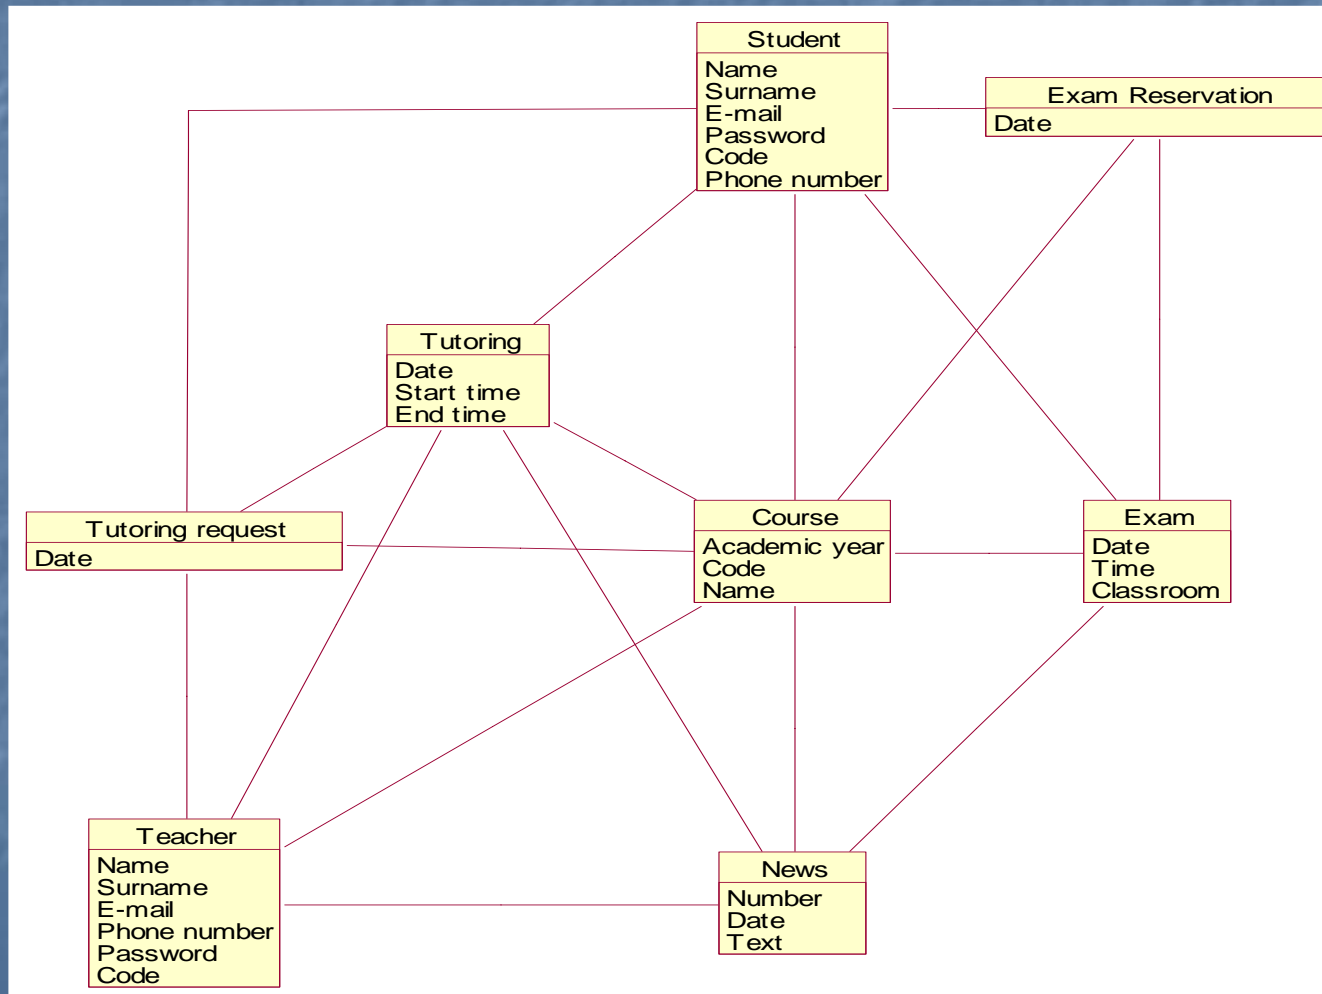 Student
Name
Surname
E-mail
Password
Code
Phone number
Exam Reservation
Date
Tutoring
Date
Start time
End time
Tutoring request
Date
Course
Academic year
Code
Name
Exam
Date
Time
Classroom
Teacher
Name
Surname
E-mail
Phone number
Password
Code
News
Number
Date
Text